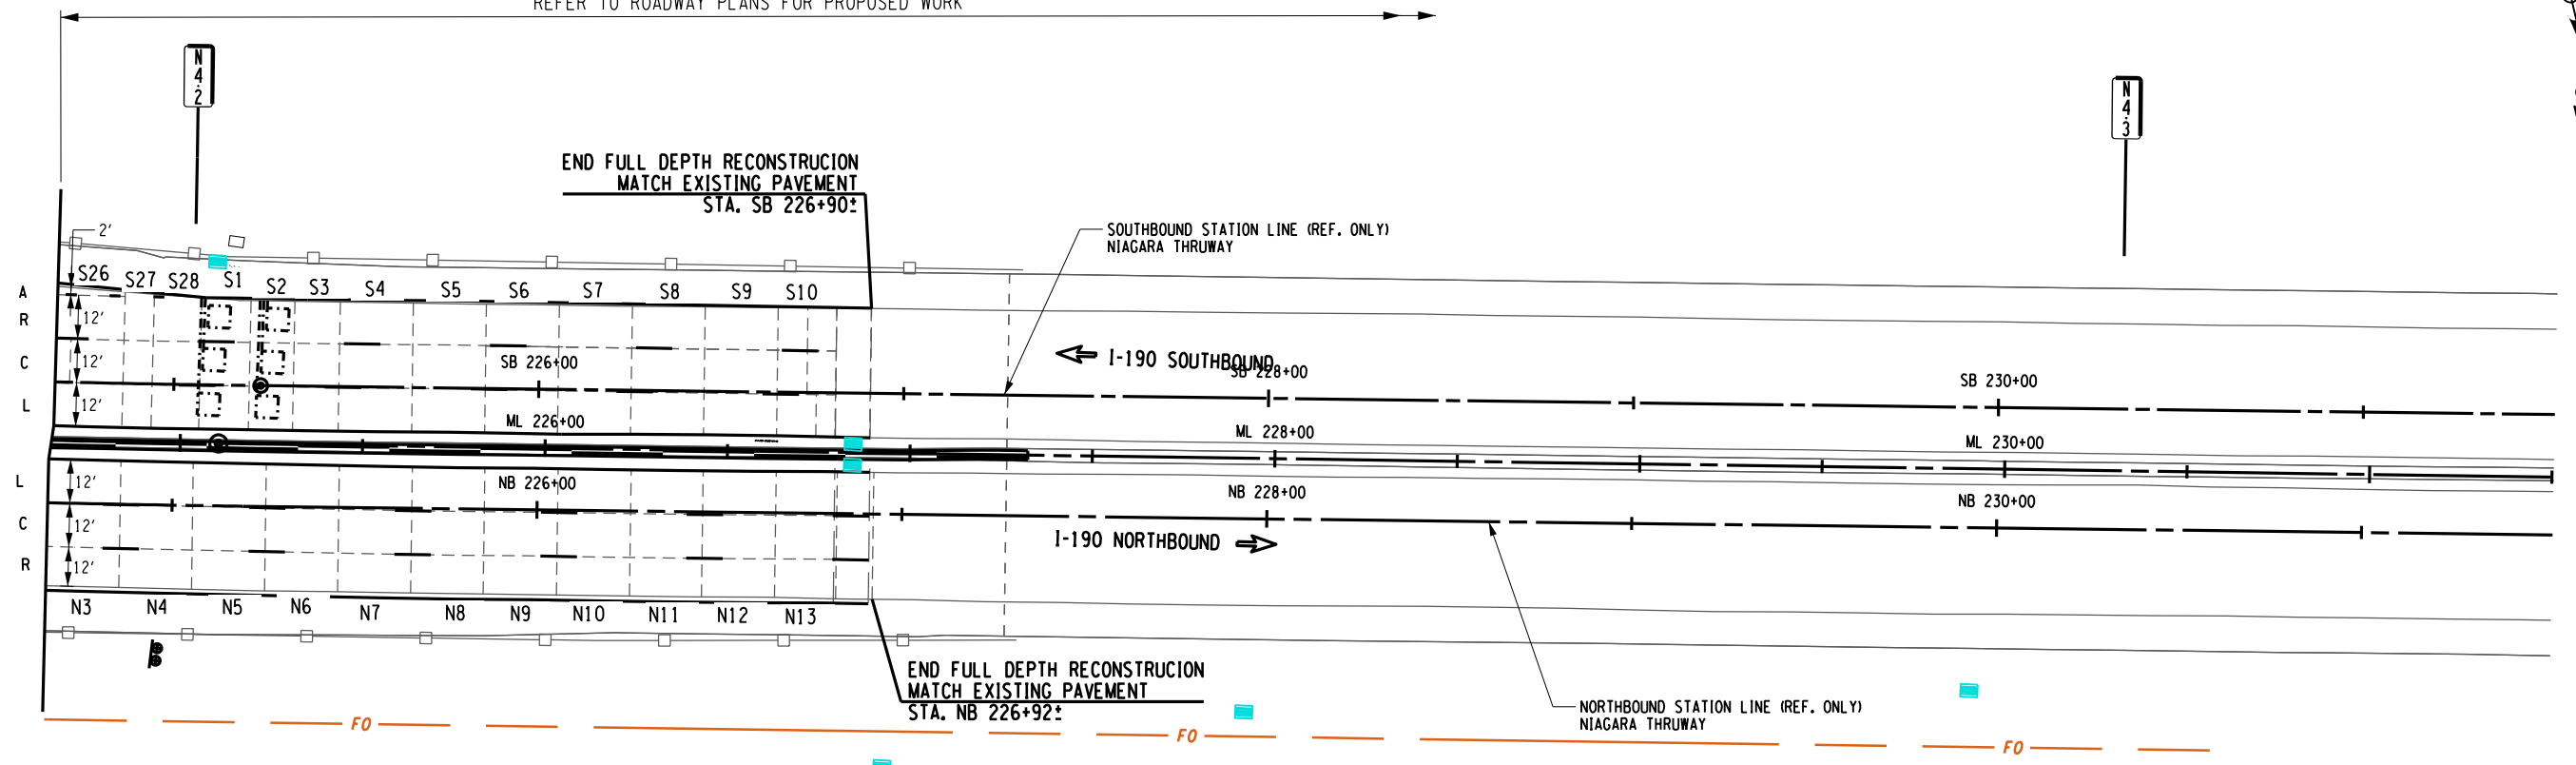 REFER TO ROADWAY PLANS FOR PROPOSED WORK
N
4.2
N
4.3
END FULL DEPTH RECONSTRUCION
MATCH EXISTING PAVEMENT
STA. SB 226+90±
SOUTHBOUND STATION LINE (REF. ONLY)
NIAGARA THRUWAY
2'
S26 S27 S28 S1 S2 S3 S4 S5 S6 S7 S8 S9 S10
A
R
C
L
12'
12'
12'
SB 226+00
I-190 SOUTHBOUND
SB 228+00
SB 230+00
ML 226+00
ML 228+00
ML 230+00
L
C
R
12'
12'
12'
NB 226+00
NB 228+00
NB 230+00
I-190 NORTHBOUND
N3 N4 N5 N6 N7 N8 N9 N10 N11 N12 N13
END FULL DEPTH RECONSTRUCION
MATCH EXISTING PAVEMENT
STA. NB 226+92±
NORTHBOUND STATION LINE (REF. ONLY)
NIAGARA THRUWAY
FO
FO
FO